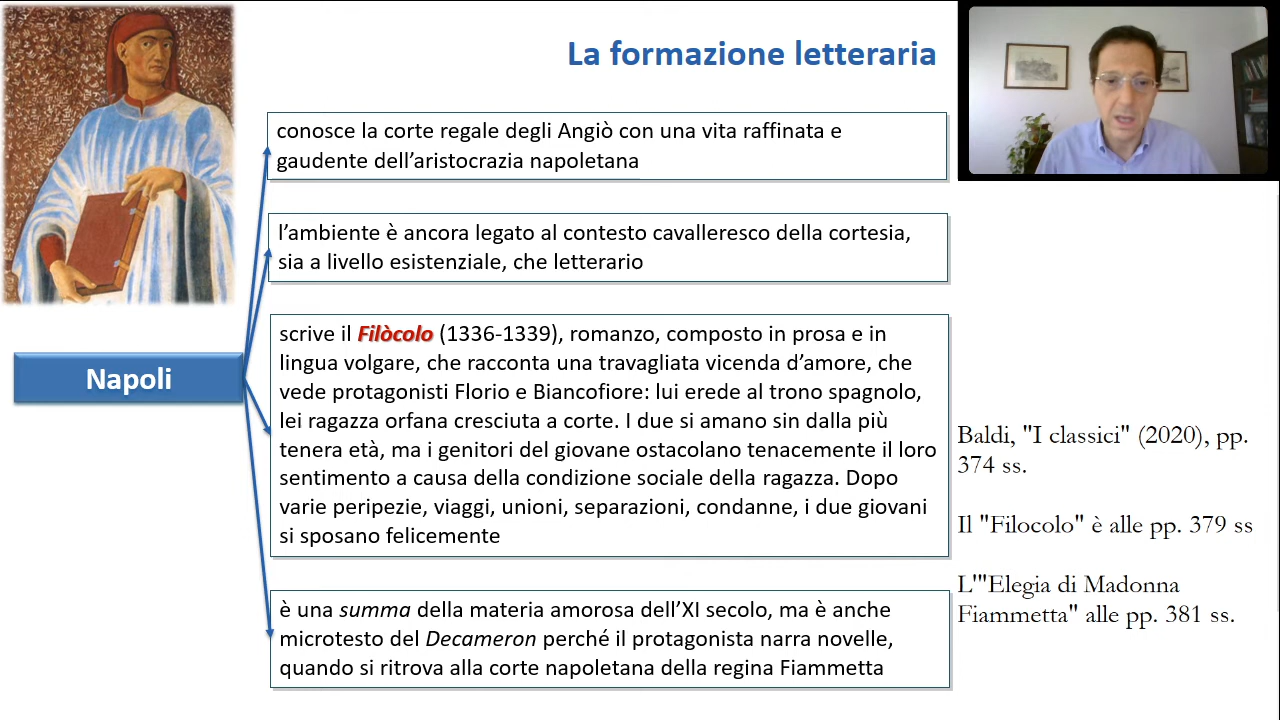 La formazione letteraria
conosce la corte regale degli Angiò con una vita raffinata e
gaudente dell’aristocrazia napoletana
l’ambiente è ancora legato al contesto cavalleresco della cortesia,
sia a livello esistenziale, che letterario
Napoli
scrive il Filòcolo (1336-1339), romanzo, composto in prosa e in
lingua volgare, che racconta una travagliata vicenda d’amore, che
vede protagonisti Florio e Biancofiore: lui erede al trono spagnolo,
lei ragazza orfana cresciuta a corte. I due si amano sin dalla più
tenera età, ma i genitori del giovane ostacolano tenacemente il loro
sentimento a causa della condizione sociale della ragazza. Dopo
varie peripezie, viaggi, unioni, separazioni, condanne, i due giovani
si sposano felicemente
è una summa della materia amorosa dell’XI secolo, ma è anche
microtesto del Decameron perché il protagonista narra novelle,
quando si ritrova alla corte napoletana della regina Fiammetta
Baldi, "I classici" (2020), pp.
374 ss.
Il "Filocolo" è alle pp. 379 ss
L'"Elegia di Madonna
Fiammetta" alle pp. 381 ss.